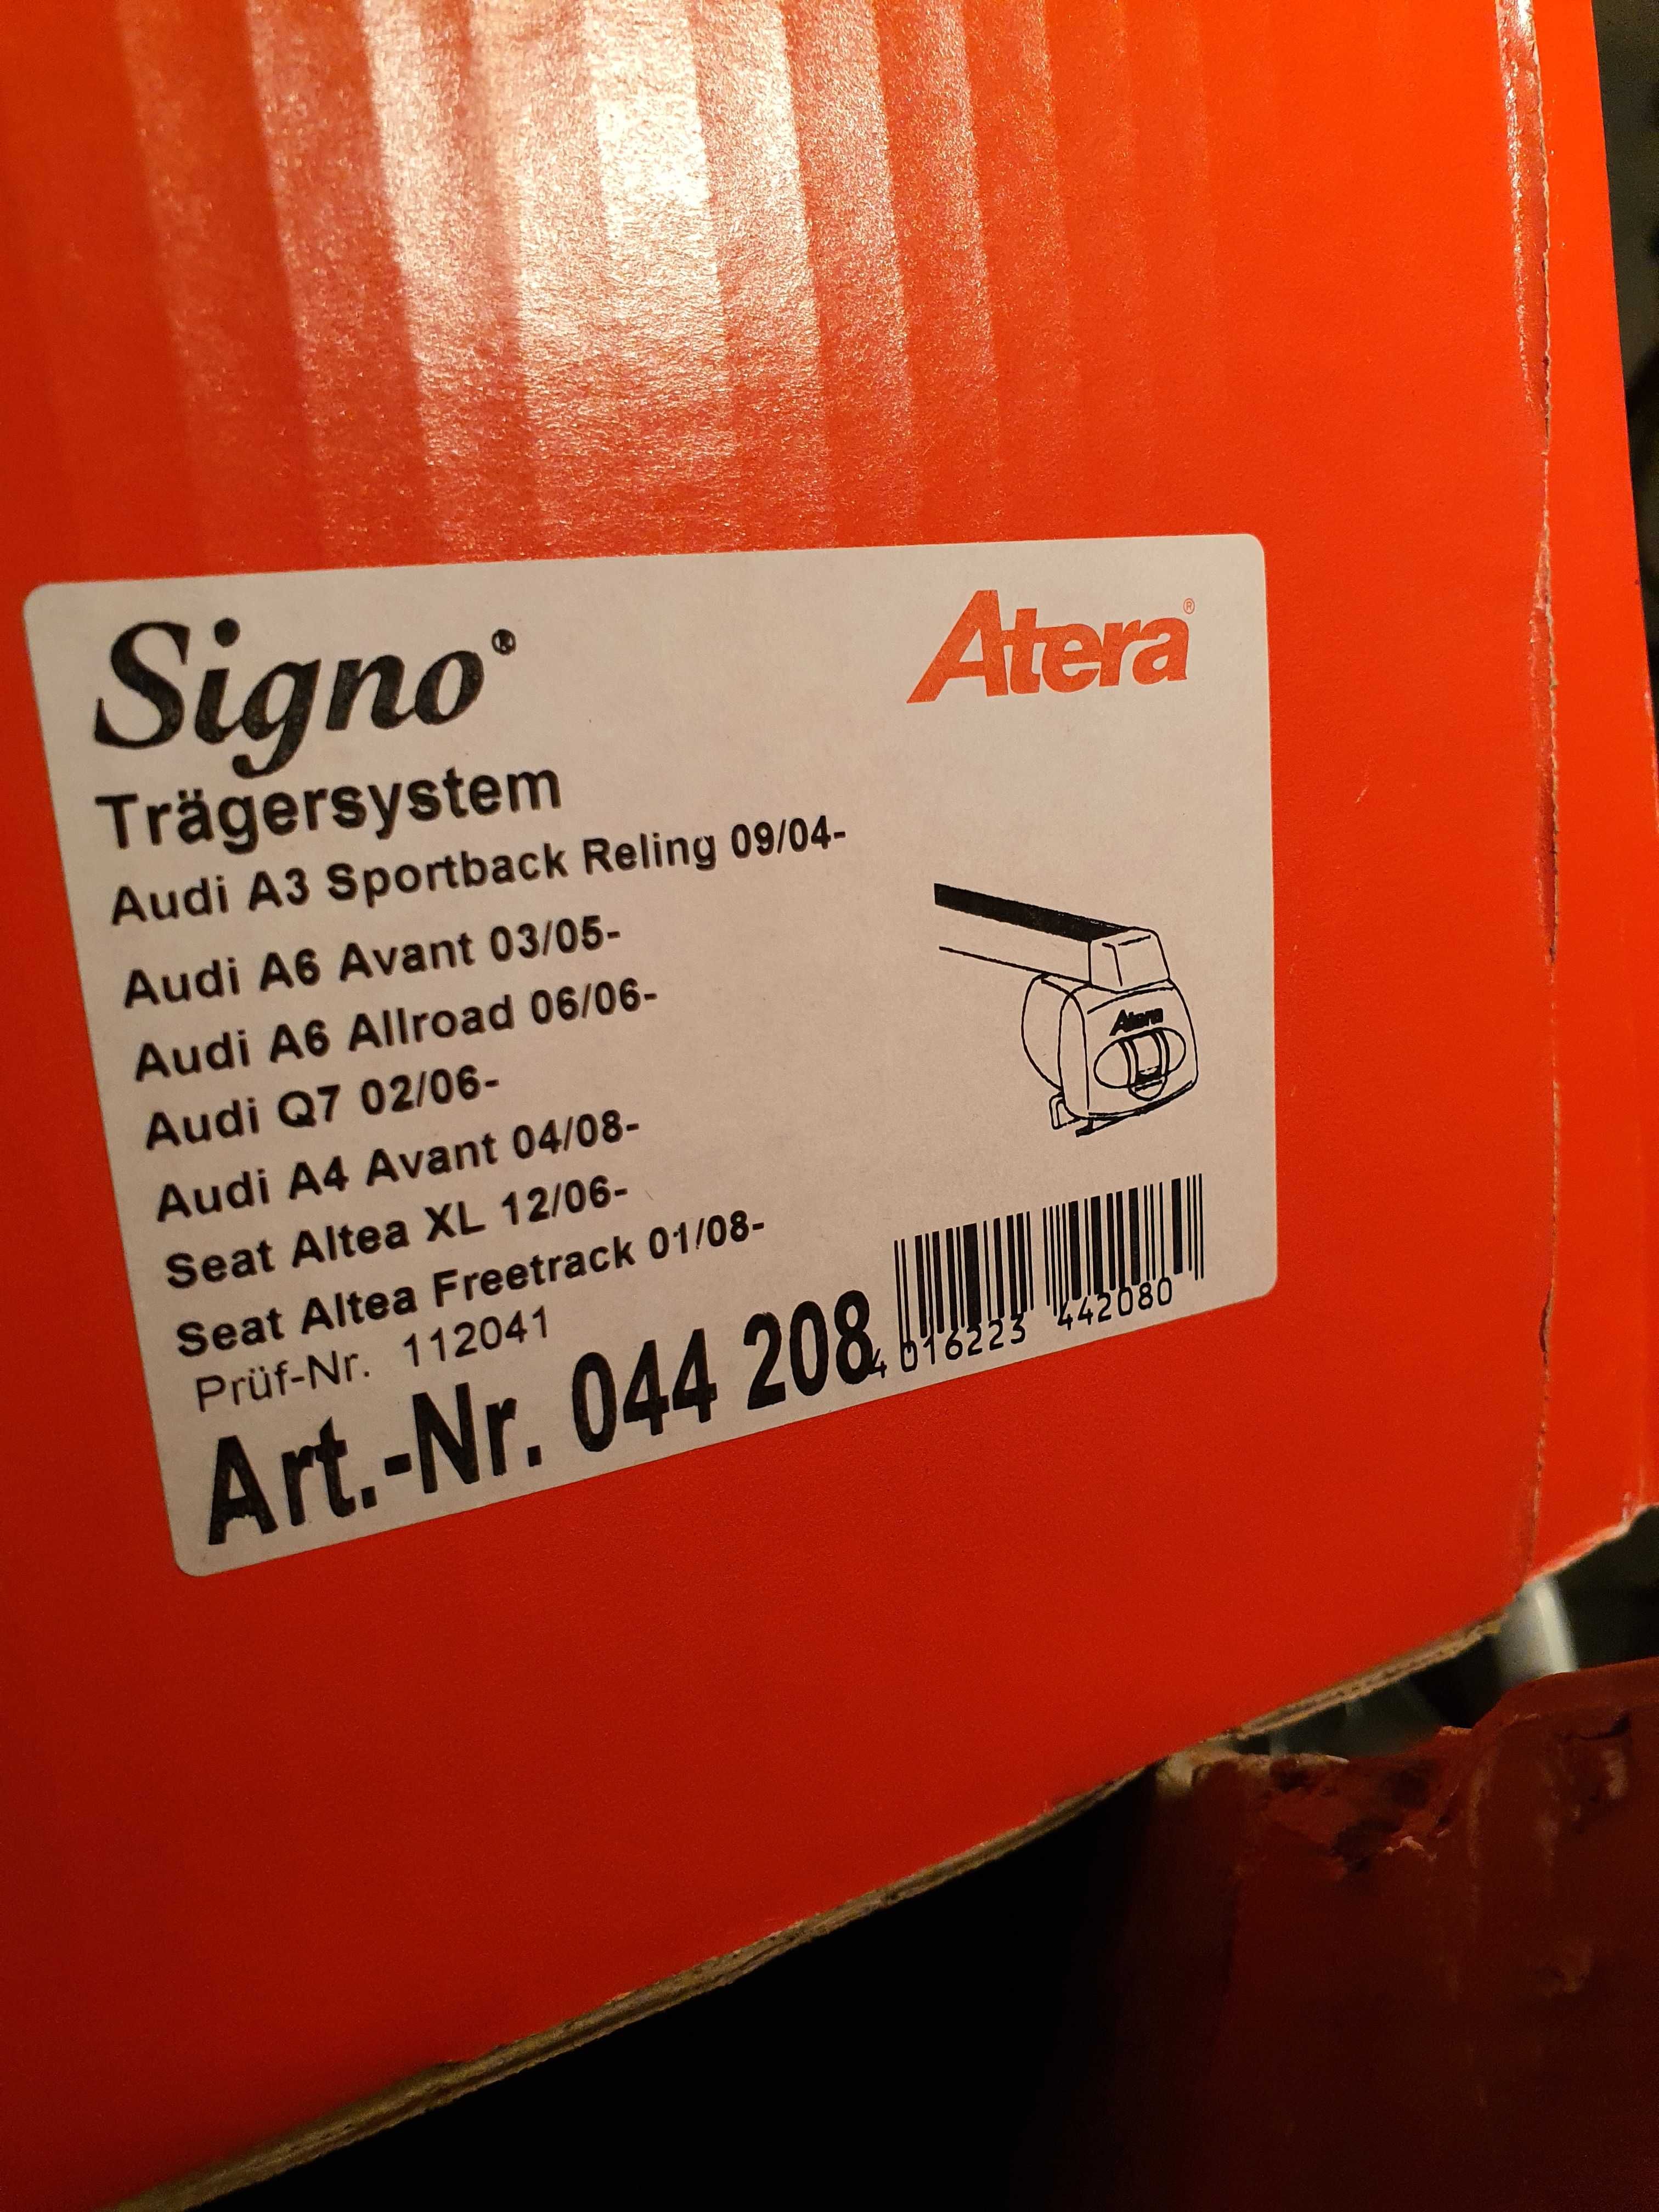 Signo®
Atera®
Trägersystem
Audi A3 Sportback Reling 09/04-
Audi A6 Avant 03/05-
Audi A6 Allroad 06/06-
Audi Q7 02/06-
Audi A4 Avant 04/08-
Seat Altea XL 12/06-
Seat Altea Freetrack 01/08-
Prüf-Nr. 112041
Art.-Nr. 044 208
Atera
4 016223 442080